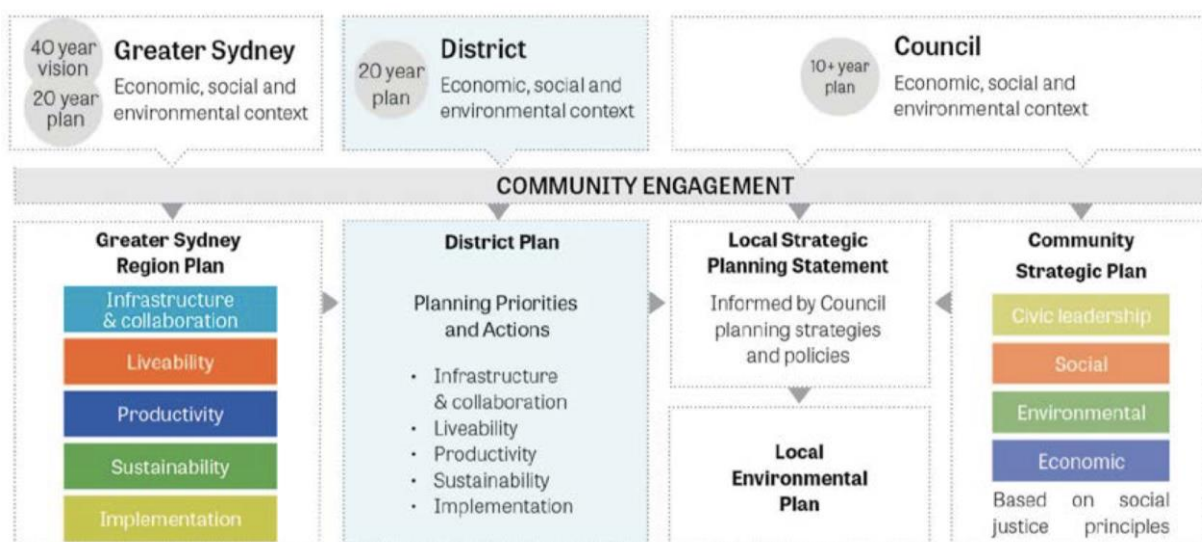 40 year
vision
20 year
plan
Greater Sydney
Economic, social and
environmental context
20 year
plan
District
Economic, social and
environmental context
10+ year
plan
Council
Economic, social and
environmental context
COMMUNITY ENGAGEMENT
Greater Sydney
Region Plan
Infrastructure
& collaboration
Liveability
Productivity
Sustainability
Implementation
District Plan
Planning Priorities
and Actions
• Infrastructure
& collaboration
• Liveability
• Productivity
• Sustainability
• Implementation
Local Strategic
Planning Statement
Informed by Council
planning strategies
and policies
Local
Environmental
Plan
Community
Strategic Plan
Civic leadership
Social
Environmental
Economic
Based on social
justice principles